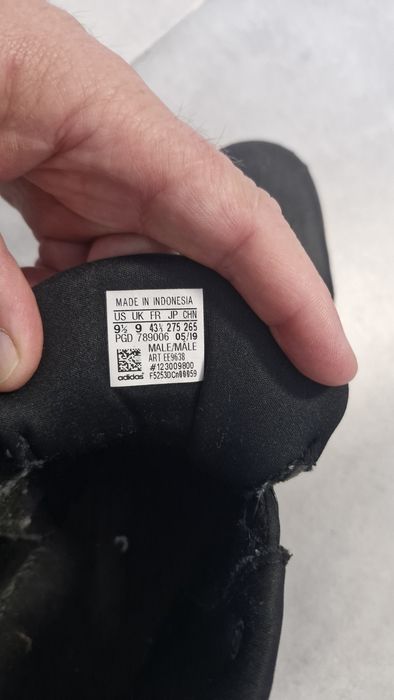 MADE IN INDONESIA
US UK FR JP CHN
9½ 9 43⅓ 275 265
PGD 789006 05/19
MALE/MALE
ART EE9638
#123009800
adidas F5253DCn00059